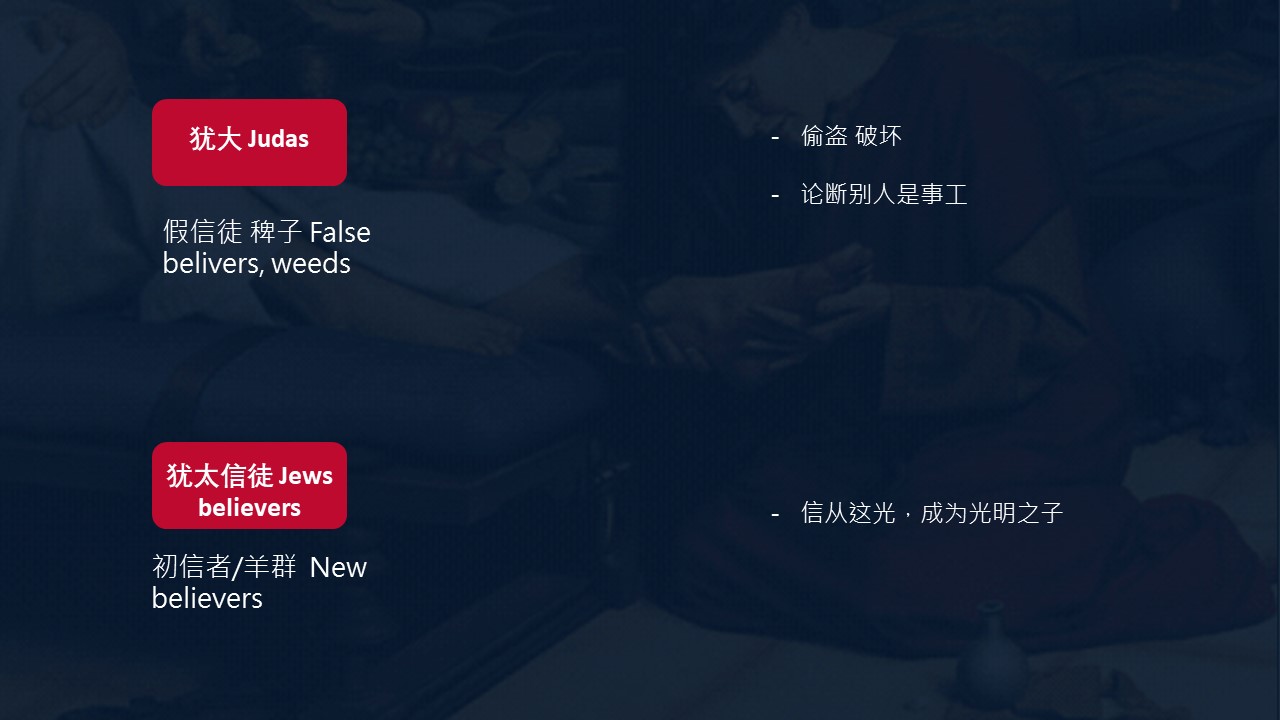 犹大 Judas
假信徒 稗子 False
belivers, weeds
- 偷盗 破坏
- 论断别人是事工
犹太信徒 Jews
believers
初信者/羊群 New
believers
- 信从这光，成为光明之子